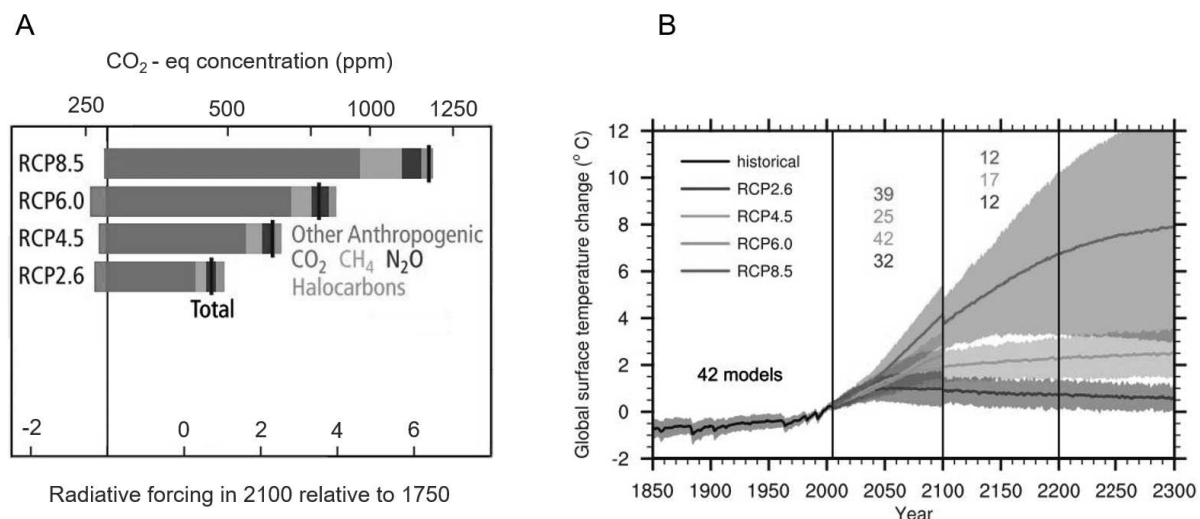 A
CO₂ - eq concentration (ppm)
250 500 1000 1250
RCP8.5
RCP6.0
RCP4.5
RCP2.6
Other Anthropogenic
CO₂ CH₄ N₂O
Halocarbons
Total
-2 0 2 4 6
Radiative forcing in 2100 relative to 1750
B
Global surface temperature change (° C)
12
10
8
6
4
2
0
-2
historical
RCP2.6
RCP4.5
RCP6.0
RCP8.5
39
25
42
32
12
17
12
42 models
1850 1900 1950 2000 2050 2100 2150 2200 2250 2300
Year